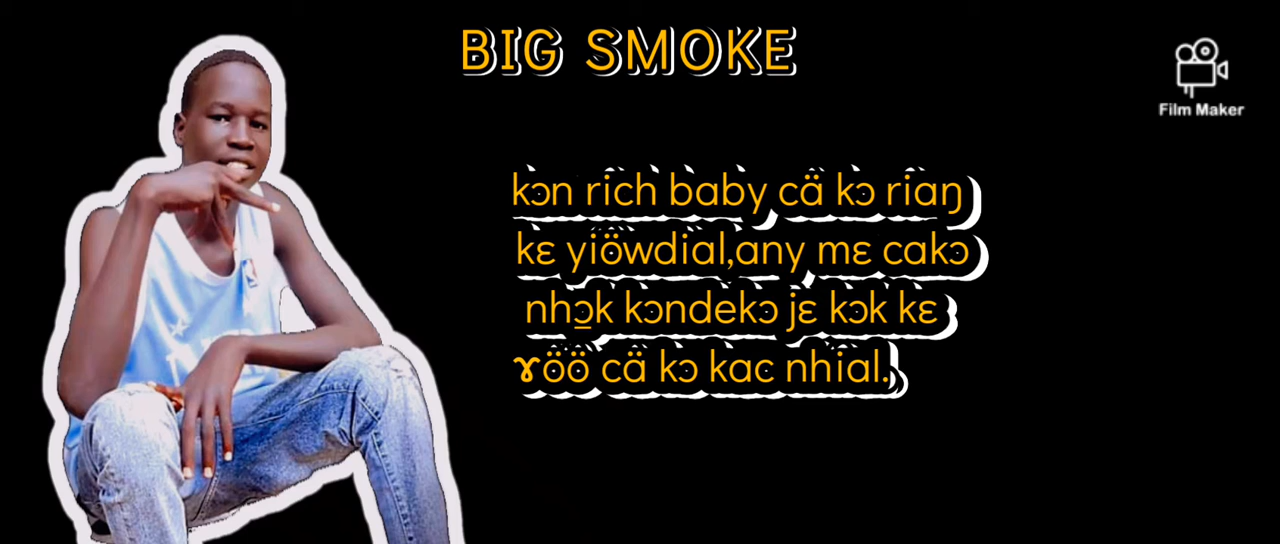 BIG SMOKE
Film Maker
kɔn rich baby cä kɔ riaŋ
kɛ yiöwdial,any mɛ cakɔ
nhɔ̱k kɔndekɔ jɛ kɔk kɛ
ɤöö cä kɔ kac nhial.